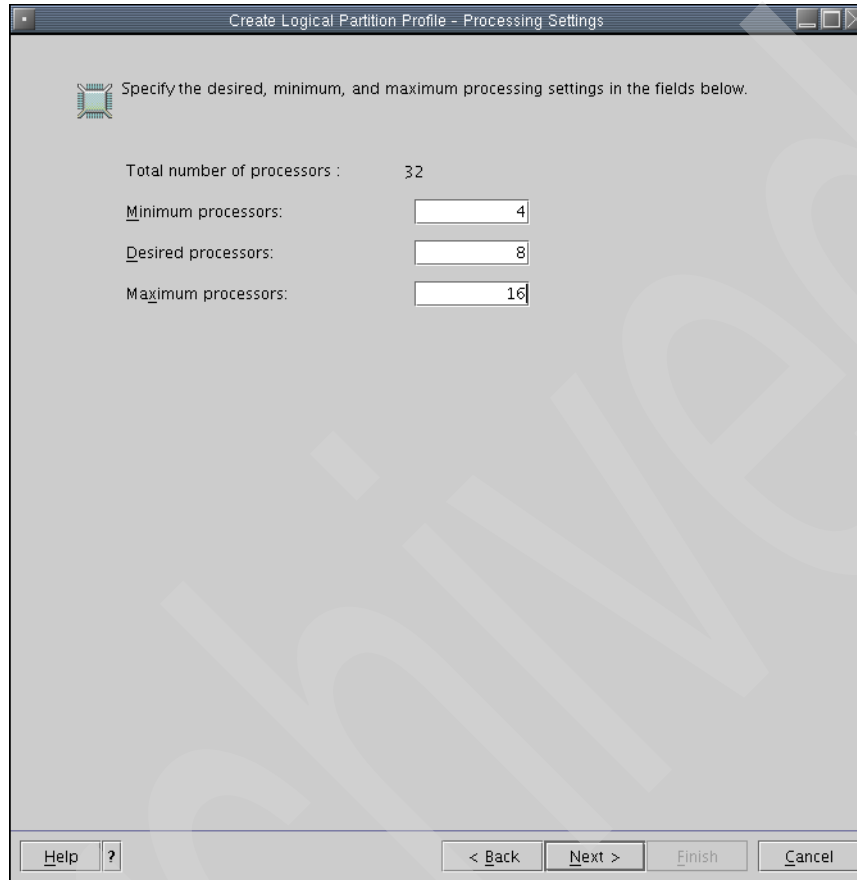 Create Logical Partition Profile - Processing Settings
Specify the desired, minimum, and maximum processing settings in the fields below.
Total number of processors : 32
Minimum processors: 4
Desired processors: 8
Maximum processors: 16
Help ? < Back Next > Finish Cancel